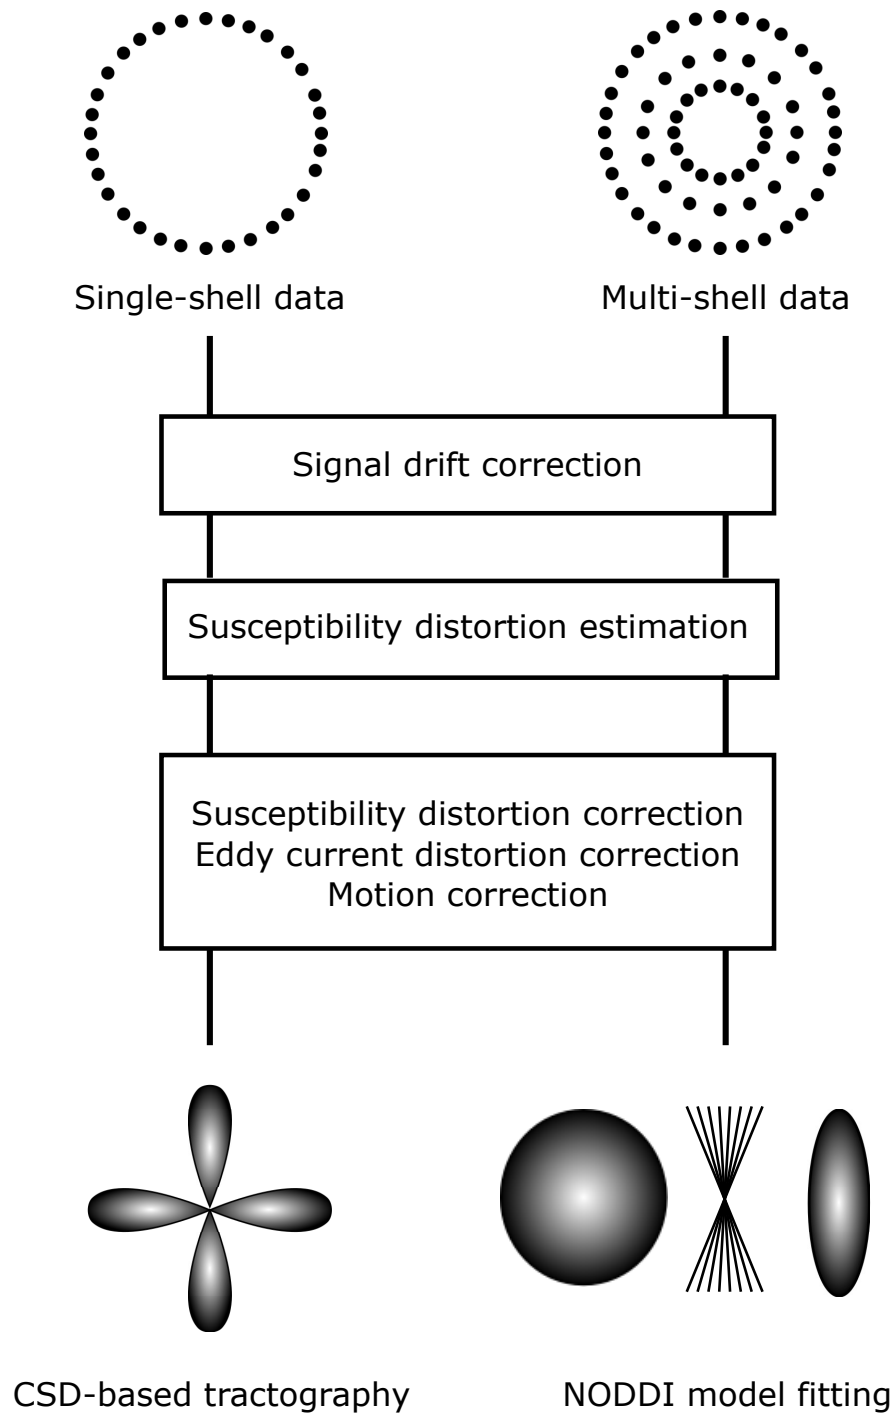 Single-shell data
Multi-shell data
Signal drift correction
Susceptibility distortion estimation
Susceptibility distortion correction
Eddy current distortion correction
Motion correction
CSD-based tractography
NODDI model fitting